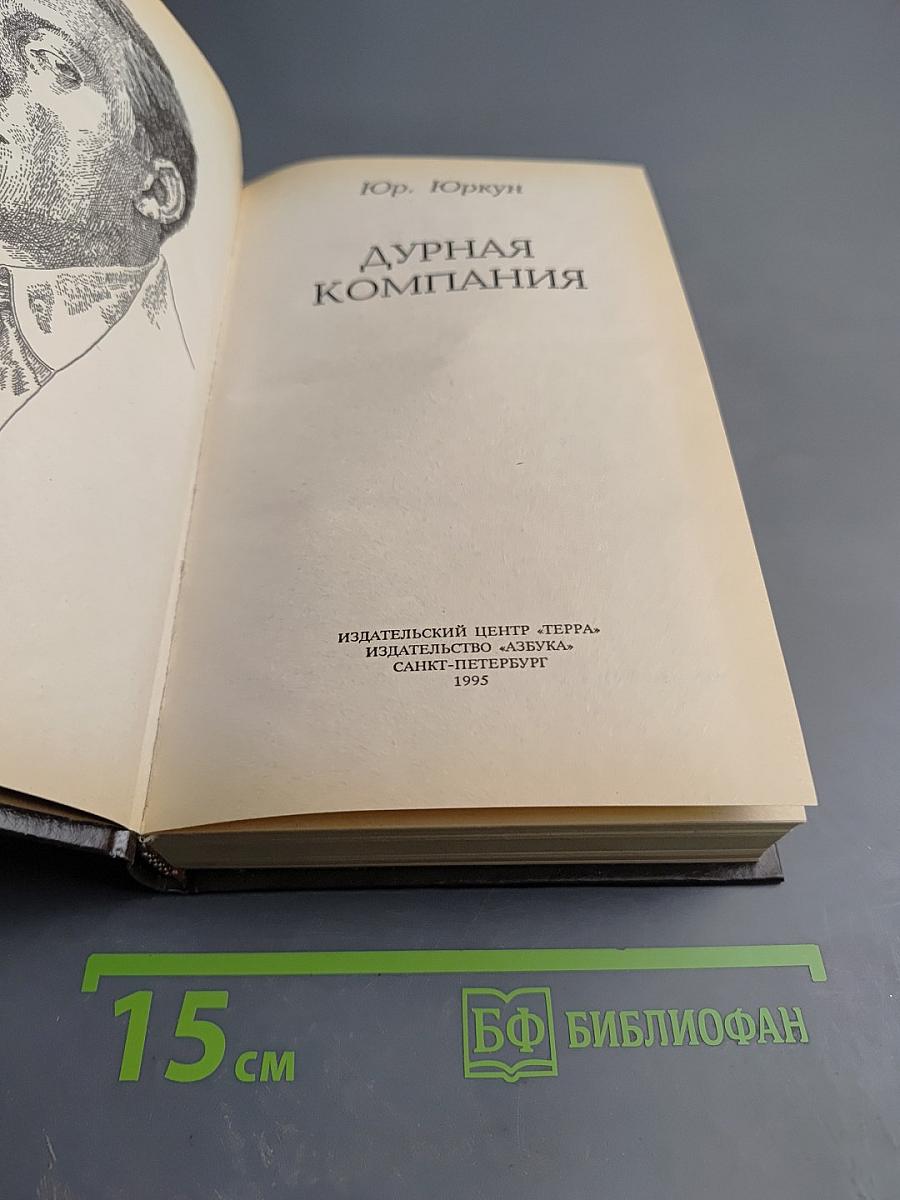 Юр. Юркун
ДУРНАЯ
КОМПАНИЯ
ИЗДАТЕЛЬСКИЙ ЦЕНТР «ТЕРРА»
ИЗДАТЕЛЬСТВО «АЗБУКА»
САНКТ-ПЕТЕРБУРГ
1995
15 см
БФ БИБЛИОФАН